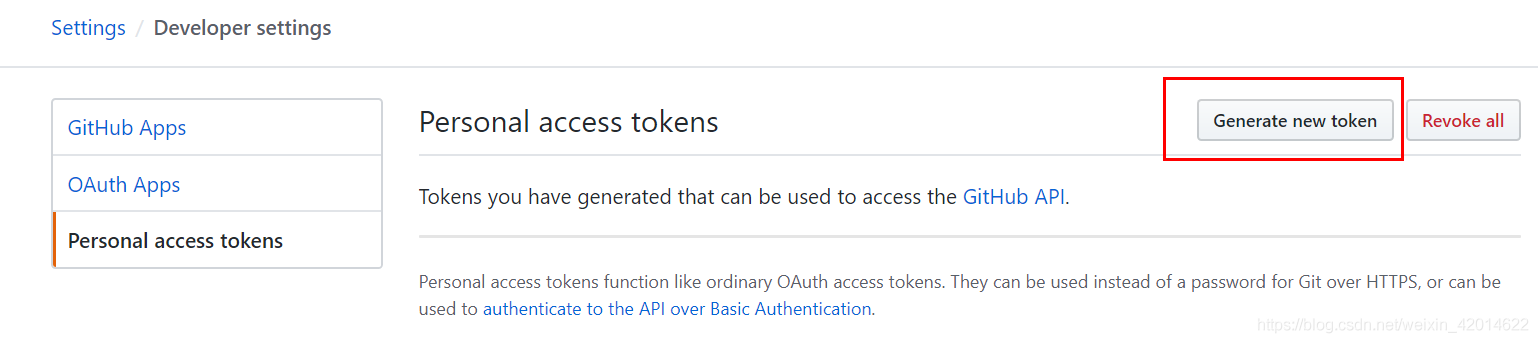 Settings / Developer settings
GitHub Apps
OAuth Apps
Personal access tokens
Personal access tokens
Generate new token
Revoke all
Tokens you have generated that can be used to access the GitHub API.
Personal access tokens function like ordinary OAuth access tokens. They can be used instead of a password for Git over HTTPS, or can be
used to authenticate to the API over Basic Authentication.
https://blog.csdn.net/weixin_42014622